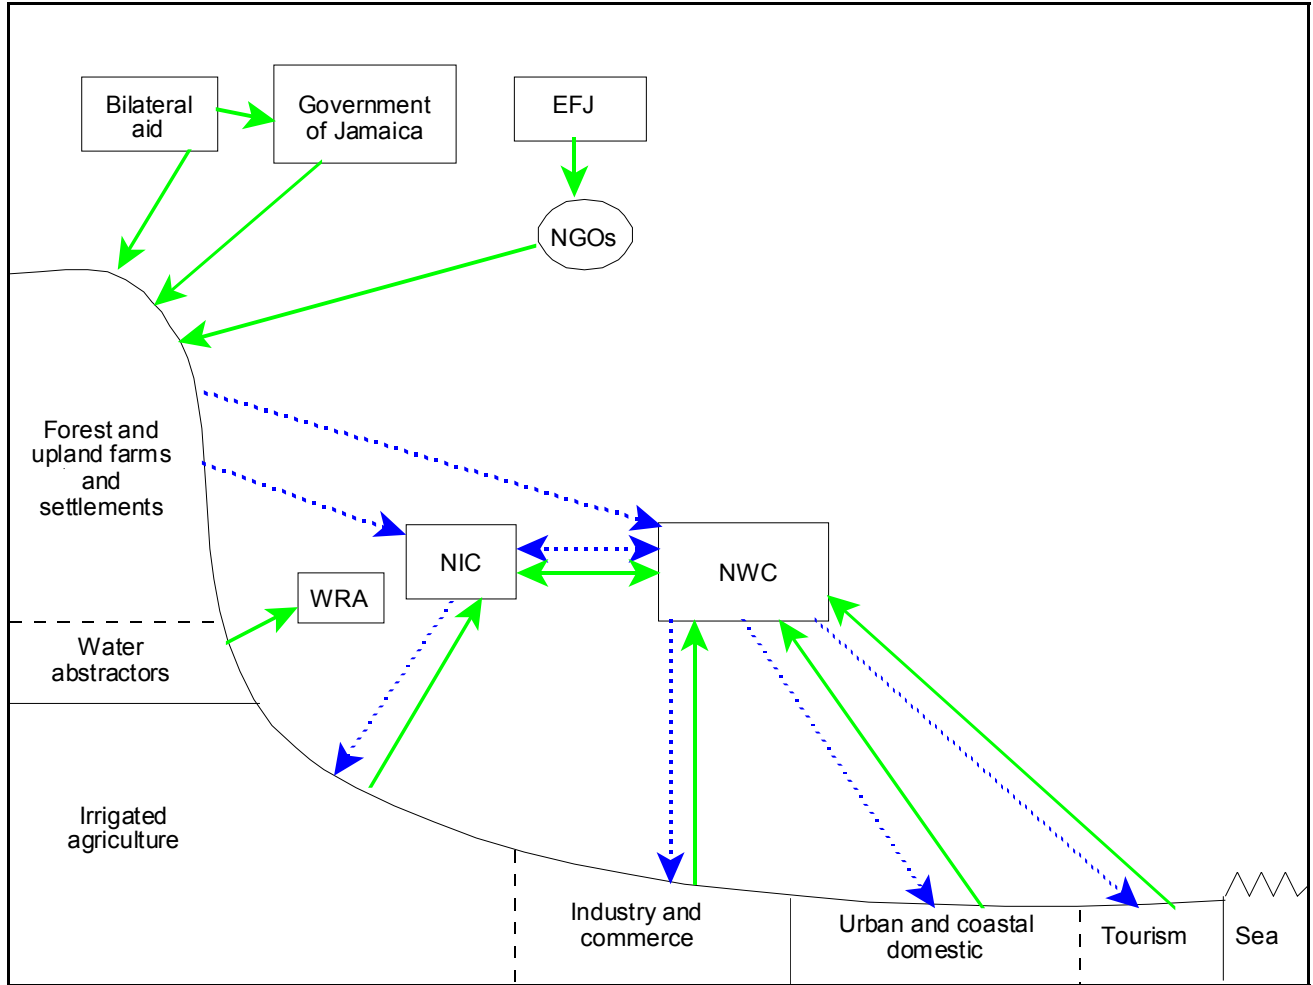 Bilateral
aid
Government
of Jamaica
EFJ
NGOs
Forest and
upland farms
and
settlements
NIC
NWC
WRA
Water
abstractors
Irrigated
agriculture
Industry and
commerce
Urban and coastal
domestic
Tourism
Sea